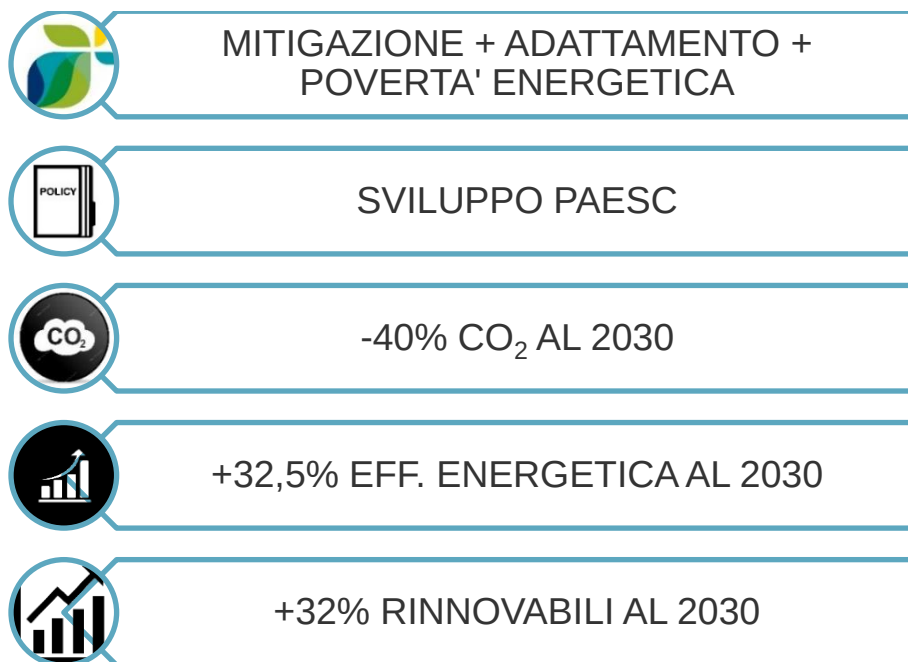 MITIGAZIONE + ADATTAMENTO +
POVERTA' ENERGETICA
POLICY
SVILUPPO PAESC
CO₂
-40% CO₂ AL 2030
+32,5% EFF. ENERGETICA AL 2030
+32% RINNOVABILI AL 2030